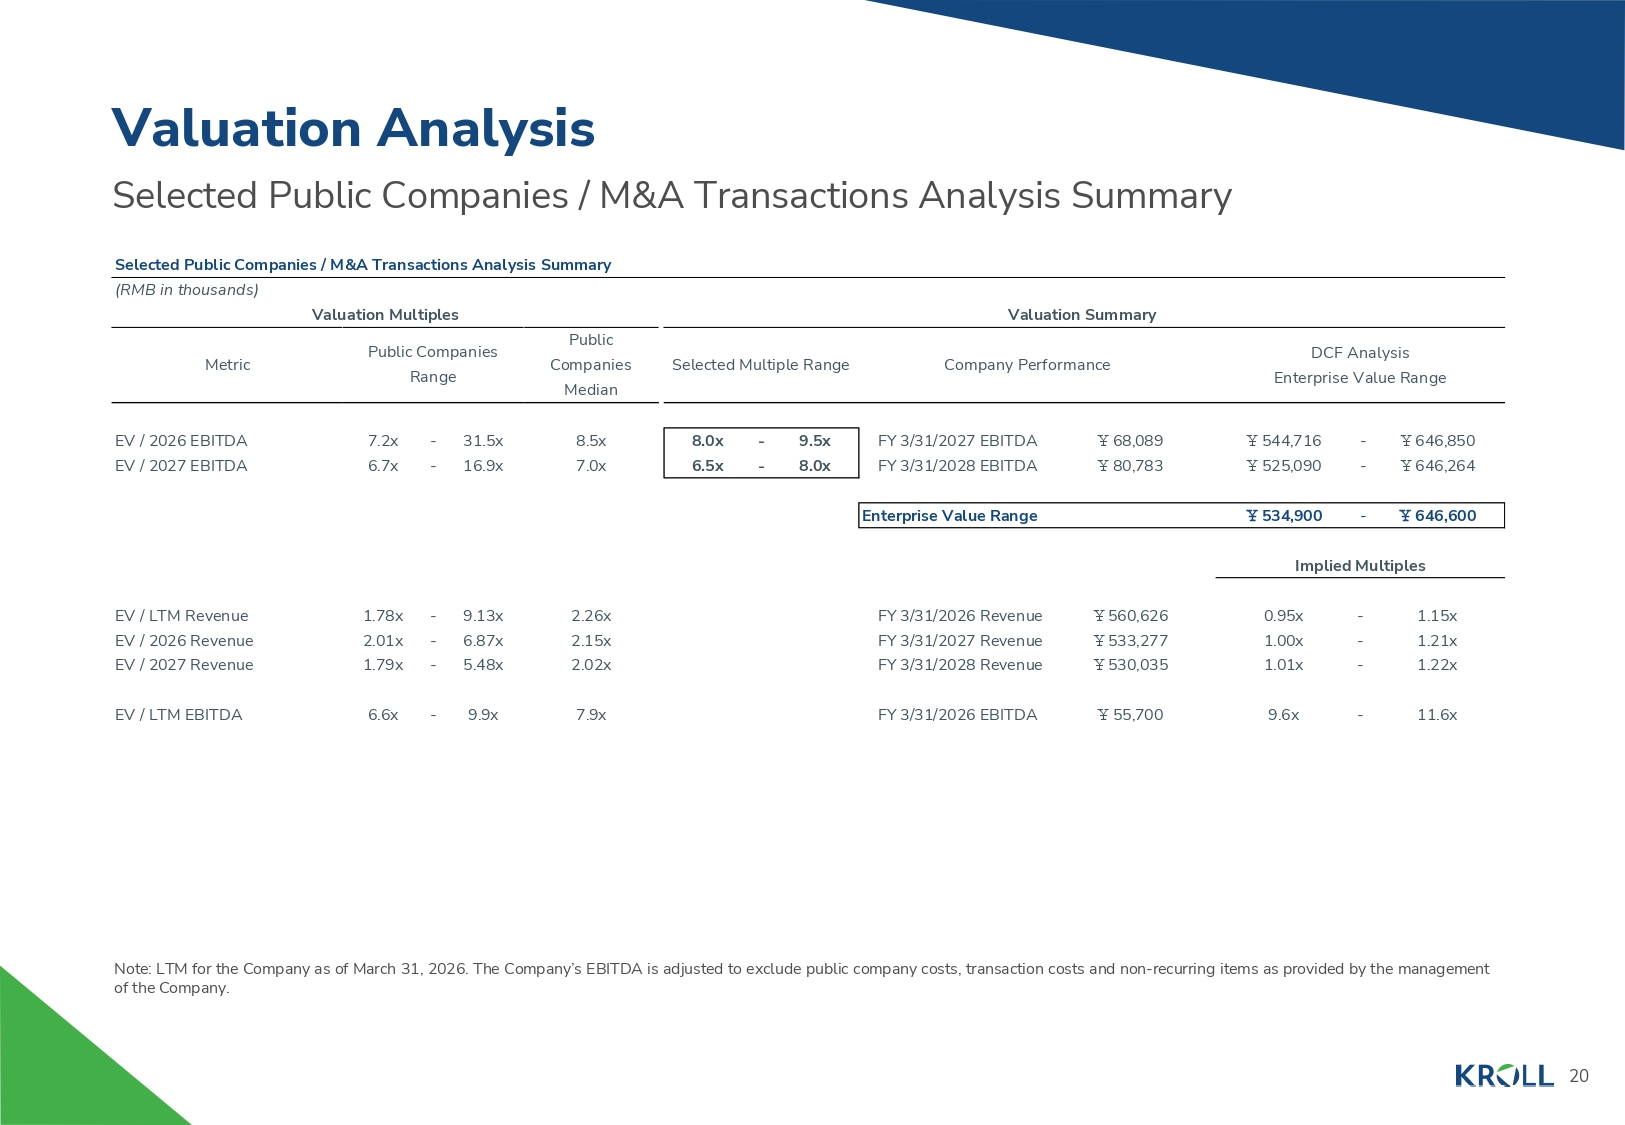 Valuation Analysis
Selected Public Companies / M&A Transactions Analysis Summary
Selected Public Companies / M&A Transactions Analysis Summary
(RMB in thousands)
Valuation Multiples Valuation Summary
Metric Public Companies Range Public Companies Median Selected Multiple Range Company Performance DCF Analysis Enterprise Value Range
EV / 2026 EBITDA 7.2x - 31.5x 8.5x 8.0x - 9.5x FY 3/31/2027 EBITDA ¥ 68,089 ¥ 544,716 - ¥ 646,850
EV / 2027 EBITDA 6.7x - 16.9x 7.0x 6.5x - 8.0x FY 3/31/2028 EBITDA ¥ 80,783 ¥ 525,090 - ¥ 646,264
Enterprise Value Range ¥ 534,900 - ¥ 646,600
Implied Multiples
EV / LTM Revenue 1.78x - 9.13x 2.26x FY 3/31/2026 Revenue ¥ 560,626 0.95x - 1.15x
EV / 2026 Revenue 2.01x - 6.87x 2.15x FY 3/31/2027 Revenue ¥ 533,277 1.00x - 1.21x
EV / 2027 Revenue 1.79x - 5.48x 2.02x FY 3/31/2028 Revenue ¥ 530,035 1.01x - 1.22x
EV / LTM EBITDA 6.6x - 9.9x 7.9x FY 3/31/2026 EBITDA ¥ 55,700 9.6x - 11.6x
Note: LTM for the Company as of March 31, 2026. The Company’s EBITDA is adjusted to exclude public company costs, transaction costs and non-recurring items as provided by the management
of the Company.
KROLL 20